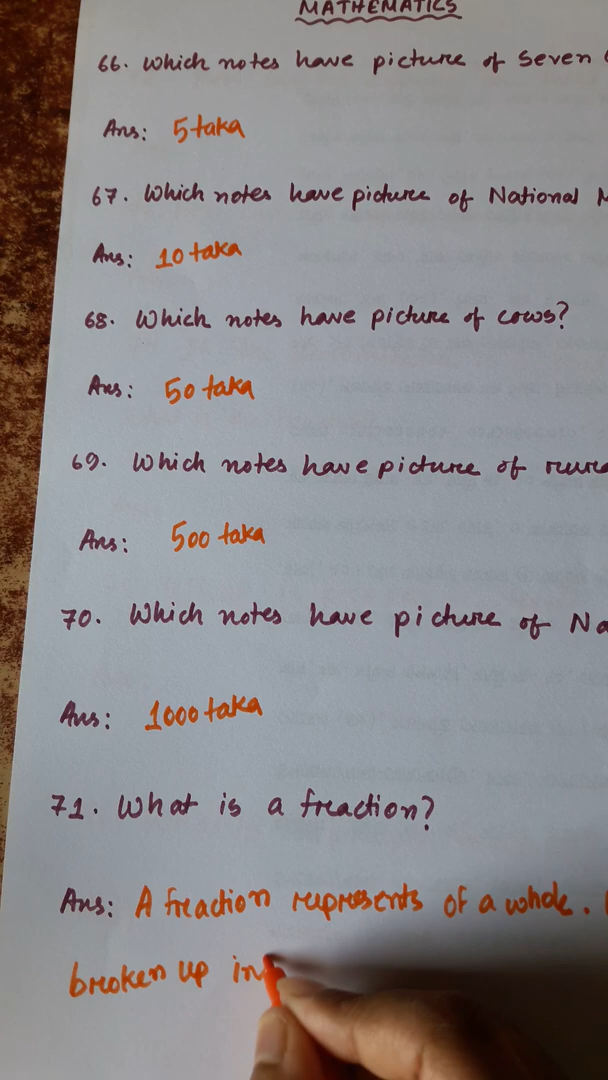 MATHEMATICS
66. Which notes have picture of Seven
Ans: 5 taka
67. Which notes have picture of National
Ans: 10 taka
68. Which notes have picture of cows?
Ans: 50 taka
69. Which notes have picture of
Ans: 500 taka
70. Which notes have picture of
Ans: 1000 taka
71. What is a fraction?
Ans: A fraction represents of a whole.
broken up in